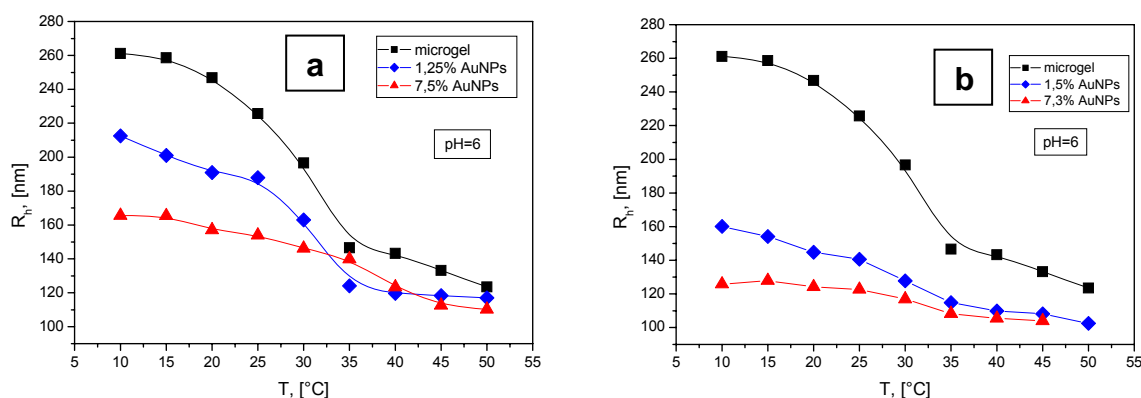 a
microgel
1,25% AuNPs
7,5% AuNPs
pH=6
260
240
220
200
180
160
140
120
100
R_h, [nm]
5 10 15 20 25 30 35 40 45 50 55
T, [°C]
b
microgel
1,5% AuNPs
7,3% AuNPs
pH=6
280
260
240
220
200
180
160
140
120
100
R_h, [nm]
5 10 15 20 25 30 35 40 45 50 55
T, [°C]